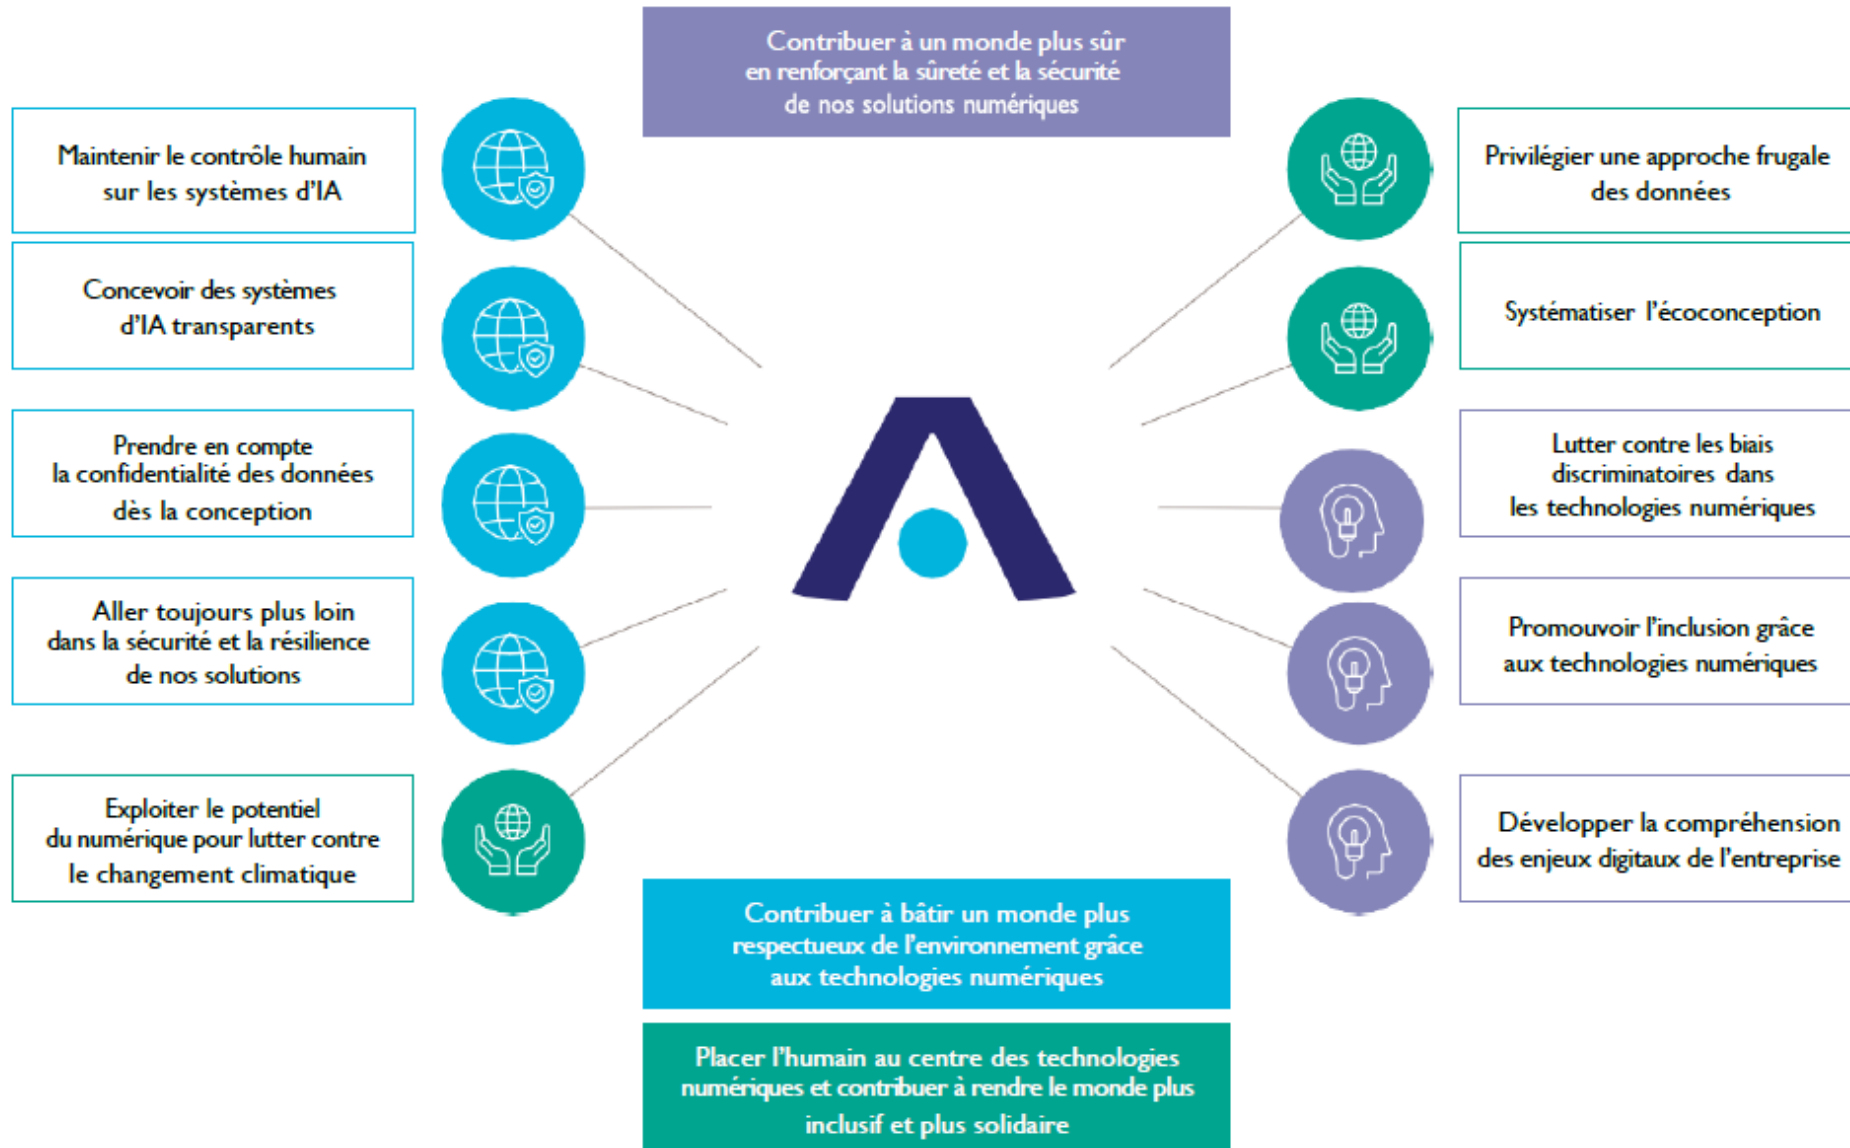 Contribuer à un monde plus sûr
en renforçant la sûreté et la sécurité
de nos solutions numériques
Maintenir le contrôle humain
sur les systèmes d’IA
Concevoir des systèmes
d’IA transparents
Prendre en compte
la confidentialité des données
dès la conception
Aller toujours plus loin
dans la sécurité et la résilience
de nos solutions
Exploiter le potentiel
du numérique pour lutter contre
le changement climatique
Privilégier une approche frugale
des données
Systématiser l’écoconception
Lutter contre les biais
discriminatoires dans
les technologies numériques
Promouvoir l’inclusion grâce
aux technologies numériques
Développer la compréhension
des enjeux digitaux de l’entreprise
Contribuer à bâtir un monde plus
respectueux de l’environnement grâce
aux technologies numériques
Placer l’humain au centre des technologies
numériques et contribuer à rendre le monde plus
inclusif et plus solidaire